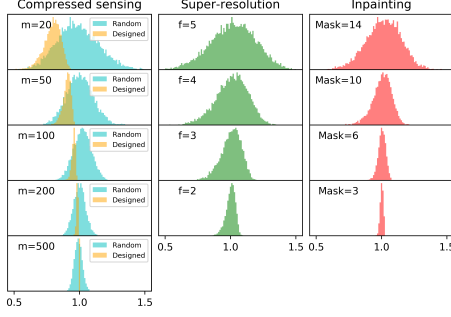 Compressed sensing
Super-resolution
Inpainting
m=20
Random
Designed
f=5
Mask=14
m=50
Random
Designed
f=4
Mask=10
m=100
Random
Designed
f=3
Mask=6
m=200
Random
Designed
f=2
Mask=3
m=500
Random
Designed
0.5 1.0 1.5
0.5 1.0 1.5
0.5 1.0 1.5